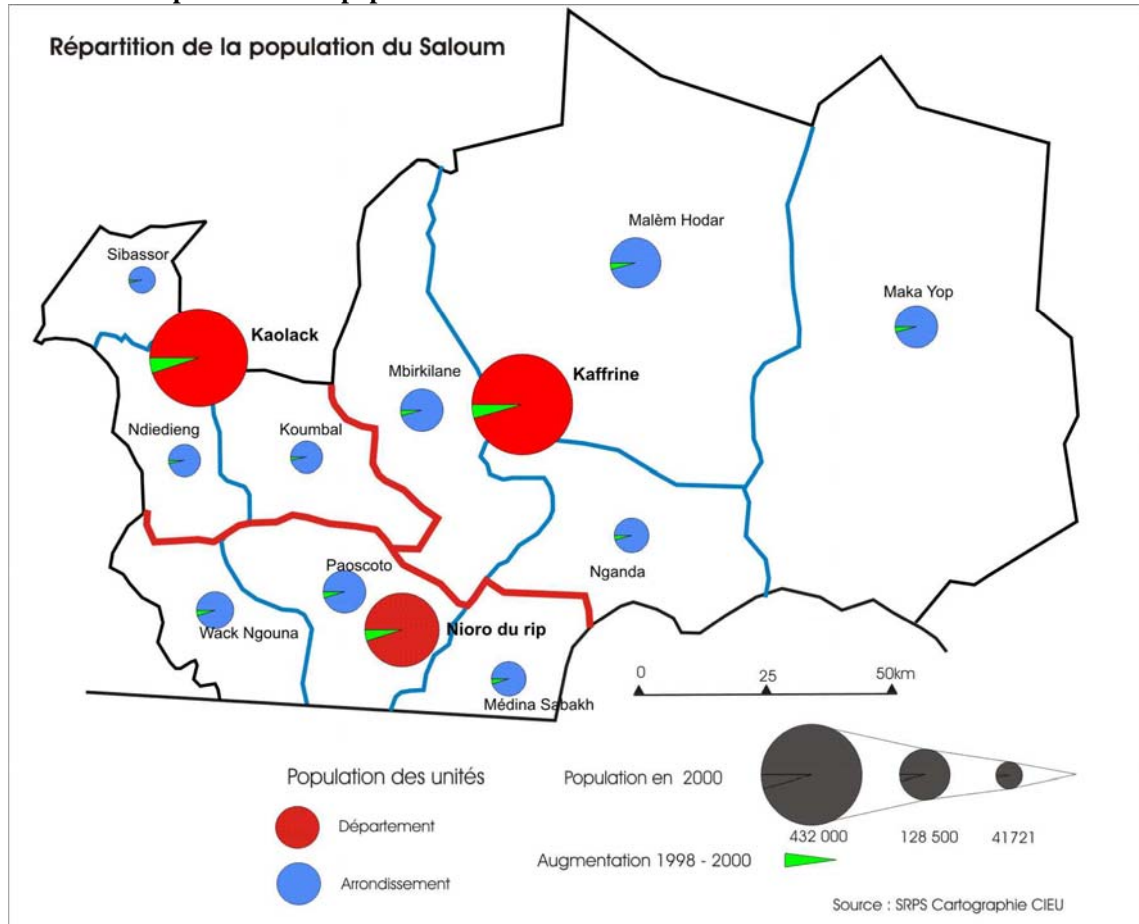 Répartition de la population du Saloum
Malèm Hodar
Sibassor
Maka Yop
Kaolack
Mbirkilane
Kaffrine
Ndiedieng
Koumbal
Paoscoto
Nganda
Wack Ngouna
Nioro du rip
Médina Sabakh
0 25 50km
Population des unités
Département
Arrondissement
Population en 2000
432 000 128 500 41721
Augmentation 1998 - 2000
Source : SRPS Cartographie CIEU